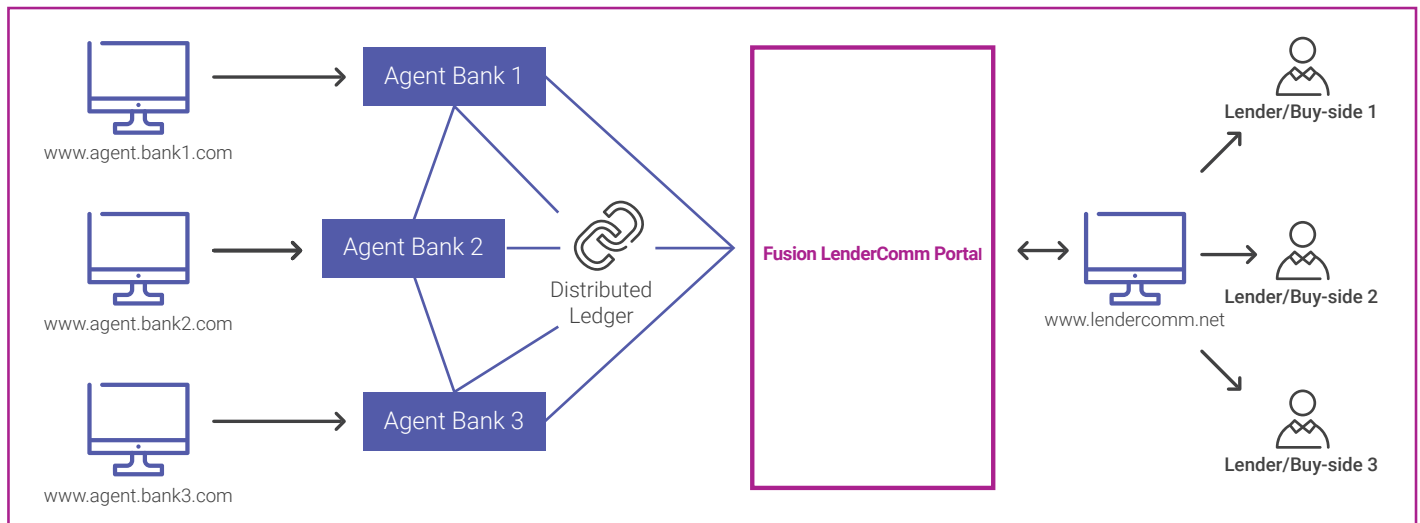 www.agent.bank1.com
www.agent.bank2.com
www.agent.bank3.com
Agent Bank 1
Agent Bank 2
Agent Bank 3
Distributed
Ledger
Fusion LenderComm Portal
www.lendercomm.net
Lender/Buy-side 1
Lender/Buy-side 2
Lender/Buy-side 3